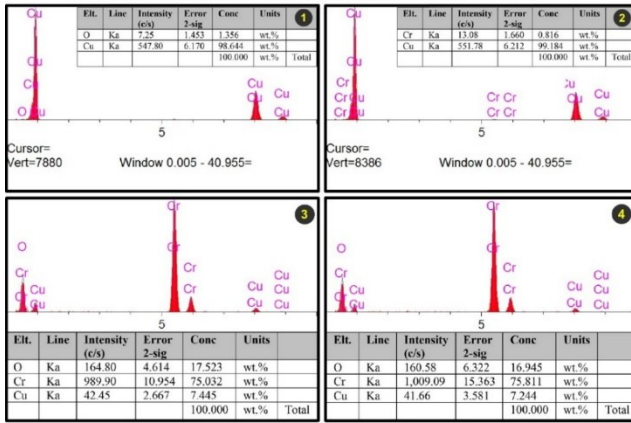 Cu
Cu
Cu
Cu
O Cu
Cu
Cu
Cu
5
Elt. Line Intensity (c/s) Error 2-sig Conc Units
O Ka 7.25 1.453 1.356 wt.%
Cu Ka 547.80 6.170 98.644 wt.%
100.000 wt.% Total
1
Cursor=
Vert=7880 Window 0.005 - 40.955=
Cu
Cu
Cr Cu
Cr Cu
Cr Cr
Cr Cr
Cu
Cu
Cu
Cu
5
Elt. Line Intensity (c/s) Error 2-sig Conc Units
Cr Ka 13.08 1.660 0.816 wt.%
Cu Ka 551.78 6.212 99.184 wt.%
100.000 wt.% Total
2
Cursor=
Vert=8386 Window 0.005 - 40.955=
Cr
O
Cr
Cr Cu
Cr Cu
Cr
Cr
Cu
Cu
Cu
Cu
Cu
5
3
Elt. Line Intensity (c/s) Error 2-sig Conc Units
O Ka 164.80 4.614 17.523 wt.%
Cr Ka 989.90 10.954 75.032 wt.%
Cu Ka 42.45 2.667 7.445 wt.%
100.000 wt.% Total
Cr
O
Cr
Cr Cu
Cr Cu
Cr
Cr
Cu
Cu
Cu
Cu
Cu
5
4
Elt. Line Intensity (c/s) Error 2-sig Conc Units
O Ka 160.58 6.322 16.945 wt.%
Cr Ka 1,009.09 15.363 75.811 wt.%
Cu Ka 41.66 3.581 7.244 wt.%
100.000 wt.% Total